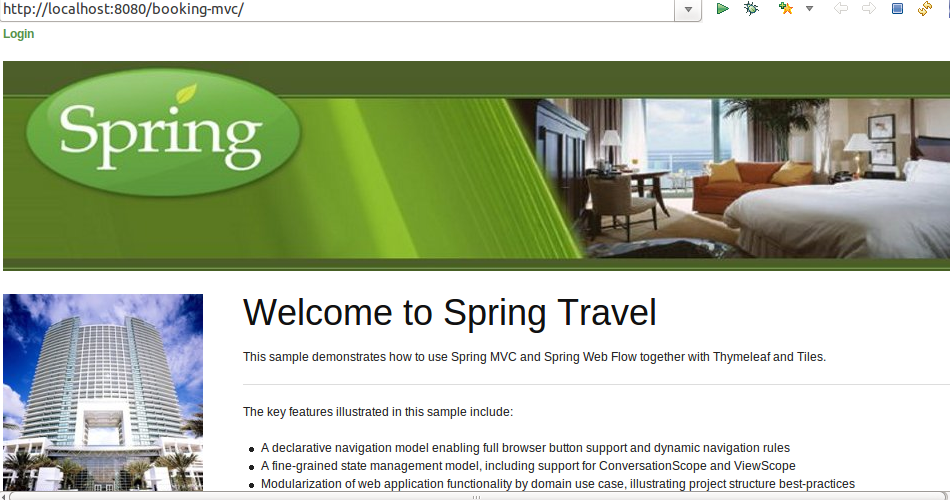 http://localhost:8080/booking-mvc/
Login
Spring
Welcome to Spring Travel
This sample demonstrates how to use Spring MVC and Spring Web Flow together with Thymeleaf and Tiles.
The key features illustrated in this sample include:
A declarative navigation model enabling full browser button support and dynamic navigation rules
A fine-grained state management model, including support for ConversationScope and ViewScope
Modularization of web application functionality by domain use case, illustrating project structure best-practices